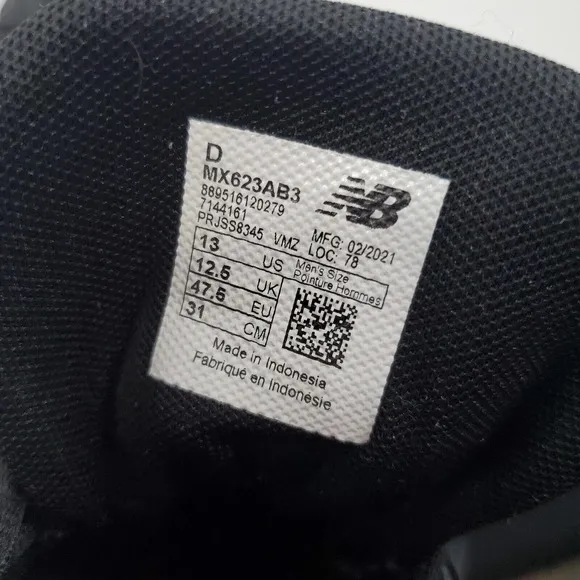 D
MX623AB3
889516120279
7144161
PRJSS8345 VMZ
NB
MFG: 02/2021
LOC: 78
13 US
12.5 UK
47.5 EU
31 CM
Men's Size
Pointure Hommes
Made in Indonesia
Fabriqué en Indonésie